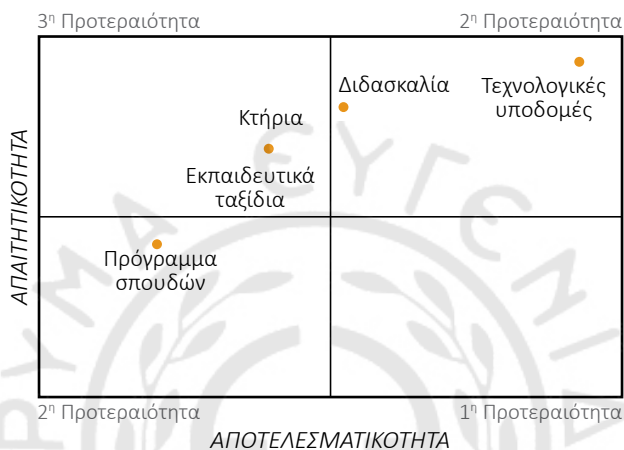 3η Προτεραιότητα
2η Προτεραιότητα
Διδασκαλία
Τεχνολογικές
υποδομές
Κτήρια
Εκπαιδευτικά
ταξίδια
ΑΠΑΙΤΗΤΙΚΟΤΗΤΑ
Πρόγραμμα
σπουδών
2η Προτεραιότητα
1η Προτεραιότητα
ΑΠΟΤΕΛΕΣΜΑΤΙΚΟΤΗΤΑ